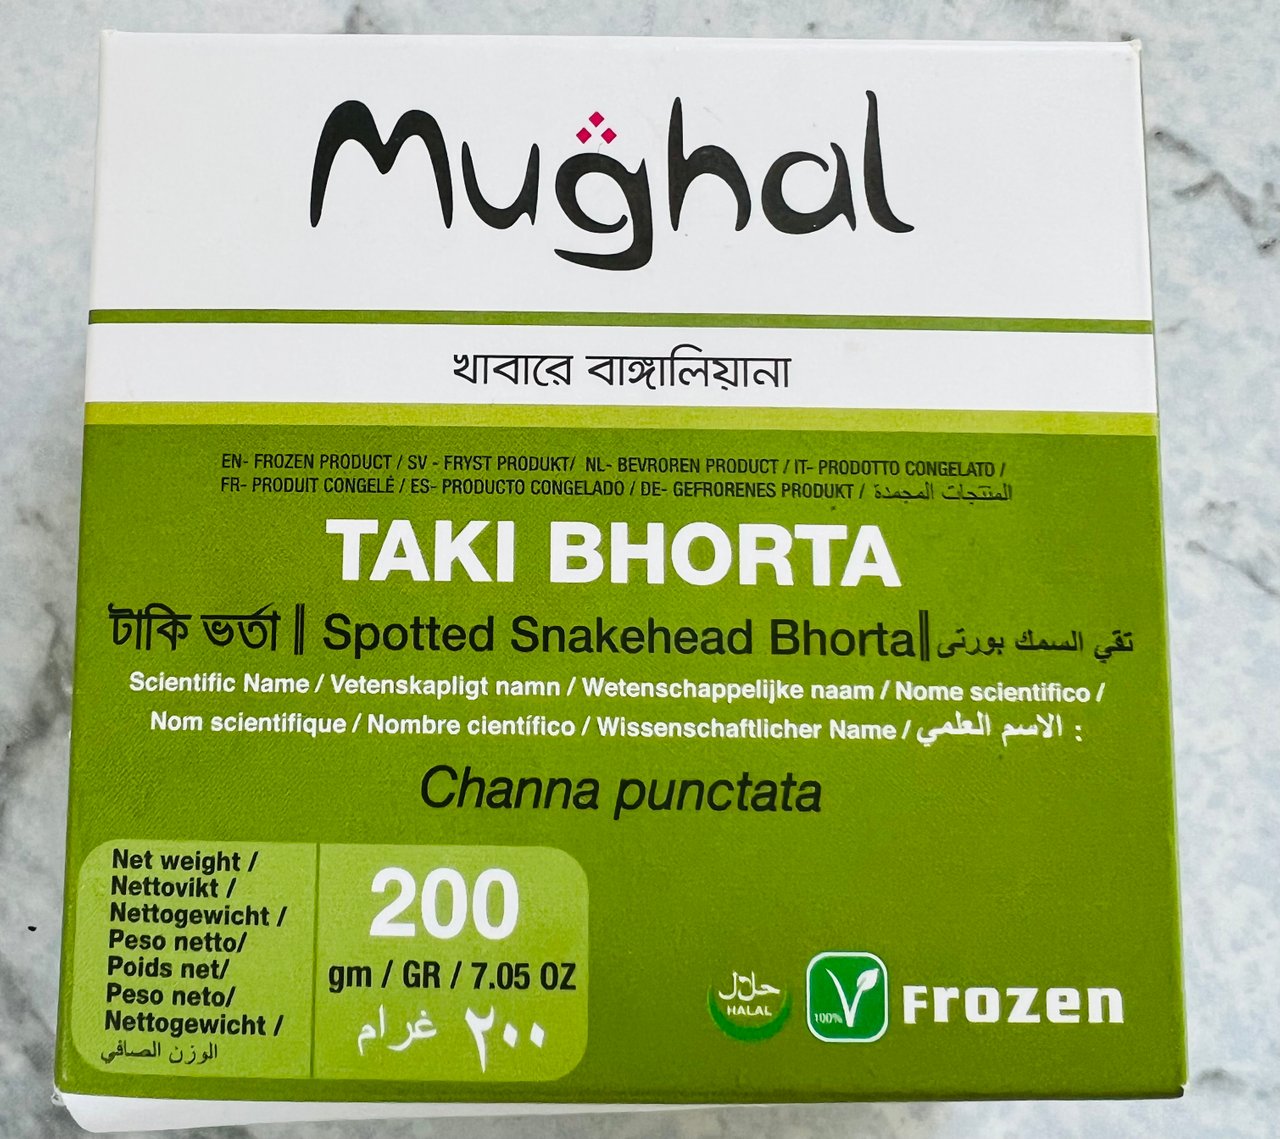 Mughal
খাবারে বাঙ্গালিয়ানা
EN- FROZEN PRODUCT / SV - FRYST PRODUKT/ NL- BEVROREN PRODUCT / IT- PRODOTTO CONGELATO /
FR- PRODUIT CONGELÉ / ES- PRODUCTO CONGELADO / DE- GEFRORENES PRODUKT / المنتجات المجمدة
TAKI BHORTA
টাকি ভর্তা || Spotted Snakehead Bhorta || تقي السمك بورتى
Scientific Name / Vetenskapligt namn / Wetenschappelijke naam / Nome scientifico /
Nom scientifique / Nombre científico / Wissenschaftlicher Name / الاسم العلمي :
Channa punctata
Net weight /
Nettovikt /
Nettogewicht /
Peso netto/
Poids net/
Peso neto/
Nettogewicht /
الوزن الصافي
200
gm / GR / 7.05 OZ
٢٠٠ غرام
حلال
HALAL
100% V
Frozen